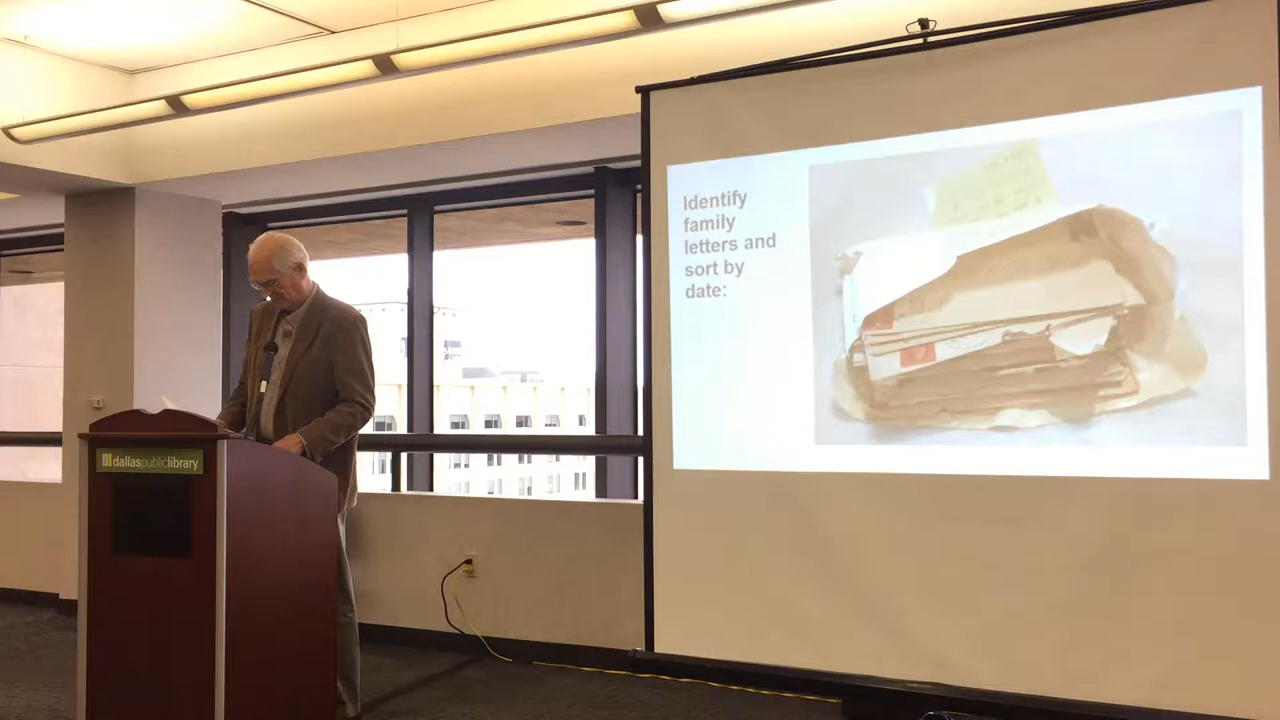 dallaspubliclibrary
Identify
family
letters and
sort by
date: